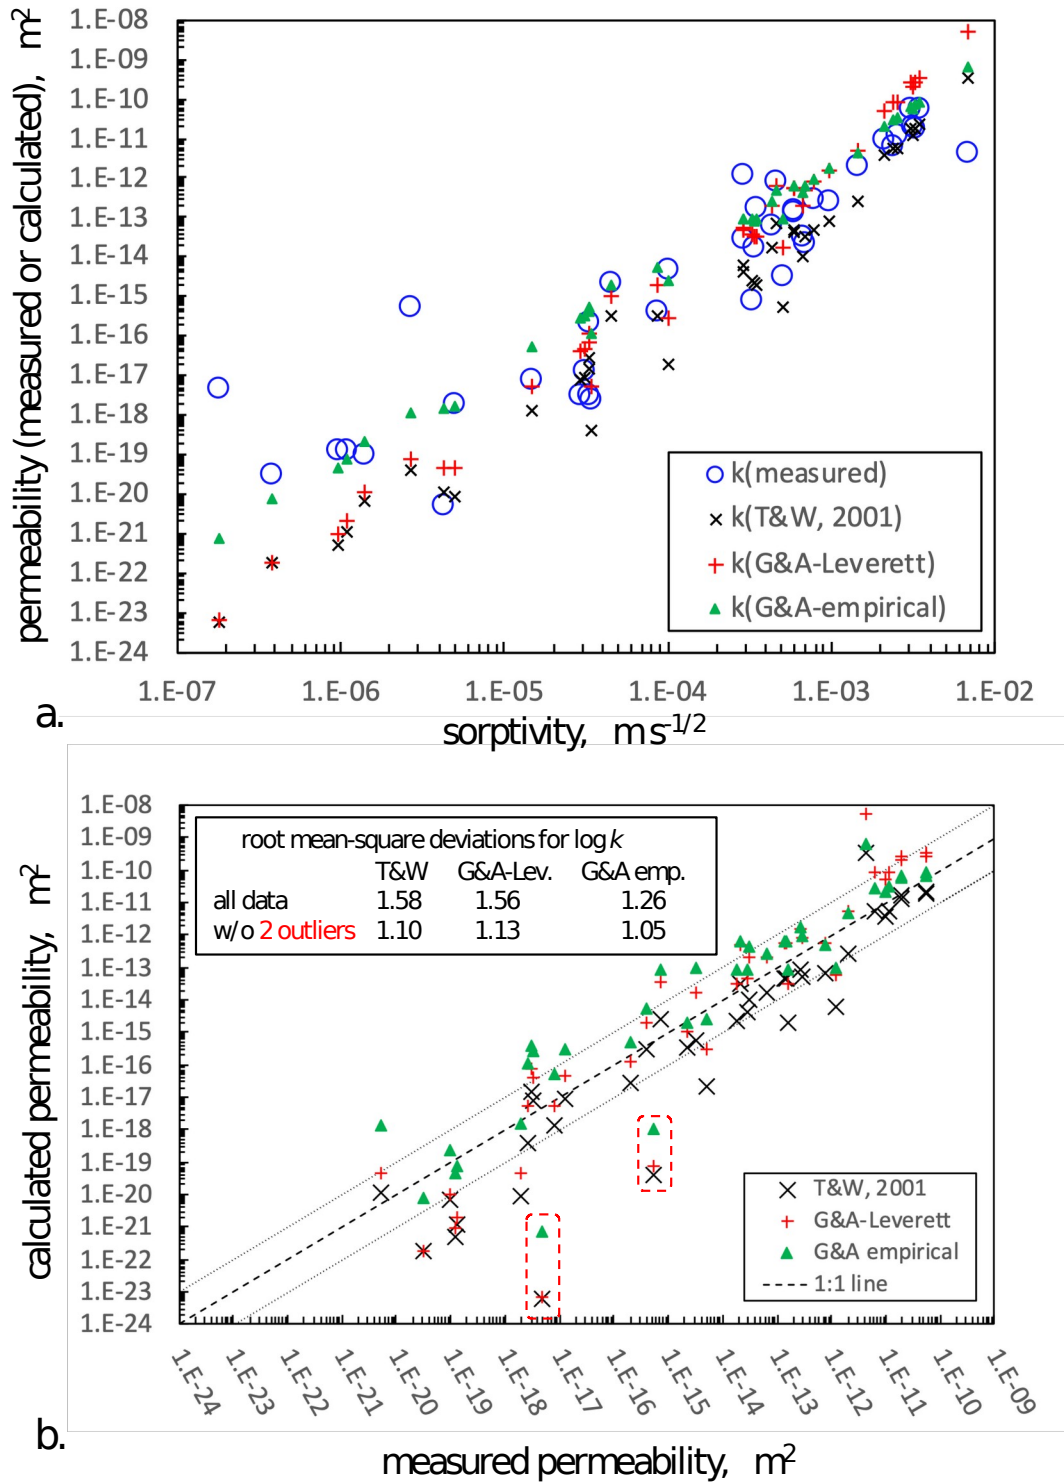 1.E-08
1.E-09
1.E-10
1.E-11
1.E-12
1.E-13
1.E-14
1.E-15
1.E-16
1.E-17
1.E-18
1.E-19
1.E-20
1.E-21
1.E-22
1.E-23
1.E-24
permeability (measured or calculated), m²
k(measured)
k(T&W, 2001)
k(G&A-Leverett)
k(G&A-empirical)
1.E-07 1.E-06 1.E-05 1.E-04 1.E-03 1.E-02
a.
sorptivity, m s⁻¹/²
1.E-08
1.E-09
1.E-10
1.E-11
1.E-12
1.E-13
1.E-14
1.E-15
1.E-16
1.E-17
1.E-18
1.E-19
1.E-20
1.E-21
1.E-22
1.E-23
1.E-24
calculated permeability, m²
root mean-square deviations for log k
T&W G&A-Lev. G&A emp.
all data 1.58 1.56 1.26
w/o 2 outliers 1.10 1.13 1.05
T&W, 2001
G&A-Leverett
G&A empirical
1:1 line
1.E-24 1.E-23 1.E-22 1.E-21 1.E-20 1.E-19 1.E-18 1.E-17 1.E-16 1.E-15 1.E-14 1.E-13 1.E-12 1.E-11 1.E-10 1.E-09
b.
measured permeability, m²